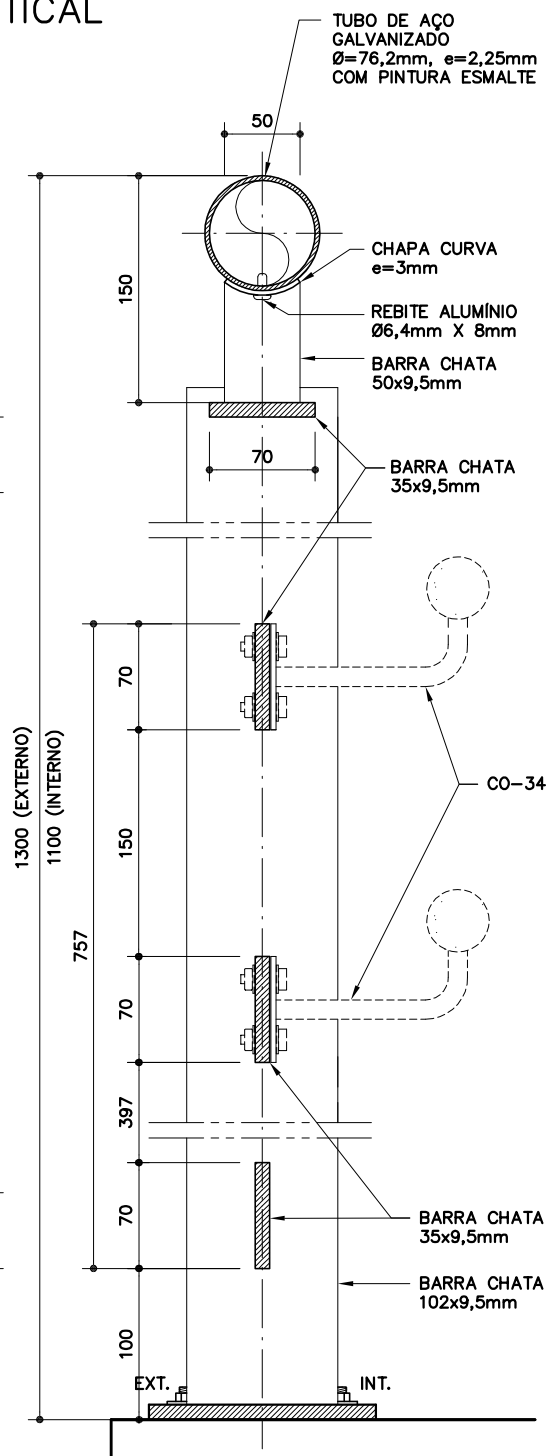 TICAL
TUBO DE AÇO
GALVANIZADO
Ø=76,2mm, e=2,25mm
COM PINTURA ESMALTE
50
CHAPA CURVA
e=3mm
150
REBITE ALUMÍNIO
Ø6,4mm X 8mm
BARRA CHATA
50x9,5mm
70
BARRA CHATA
35x9,5mm
70
1300 (EXTERNO)
1100 (INTERNO)
CO-34
150
757
70
397
70
BARRA CHATA
35x9,5mm
BARRA CHATA
102x9,5mm
100
EXT.
INT.